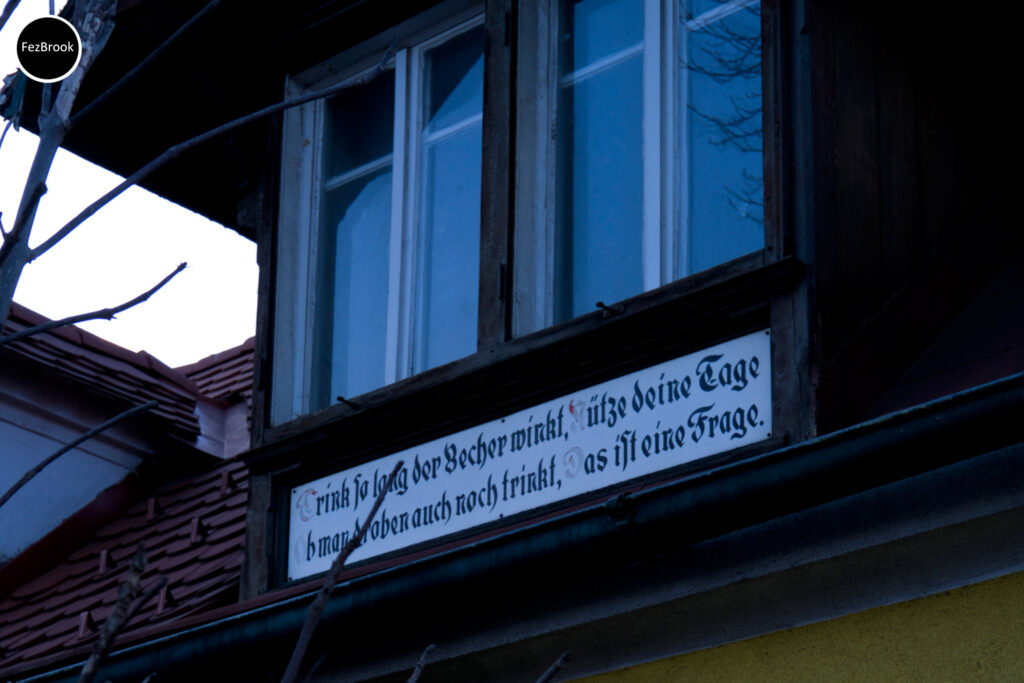 FezBrook
Trink so lang der Becher winkt, Nütze deine Tage
Ob man droben auch noch trinkt, Das ist eine Frage.